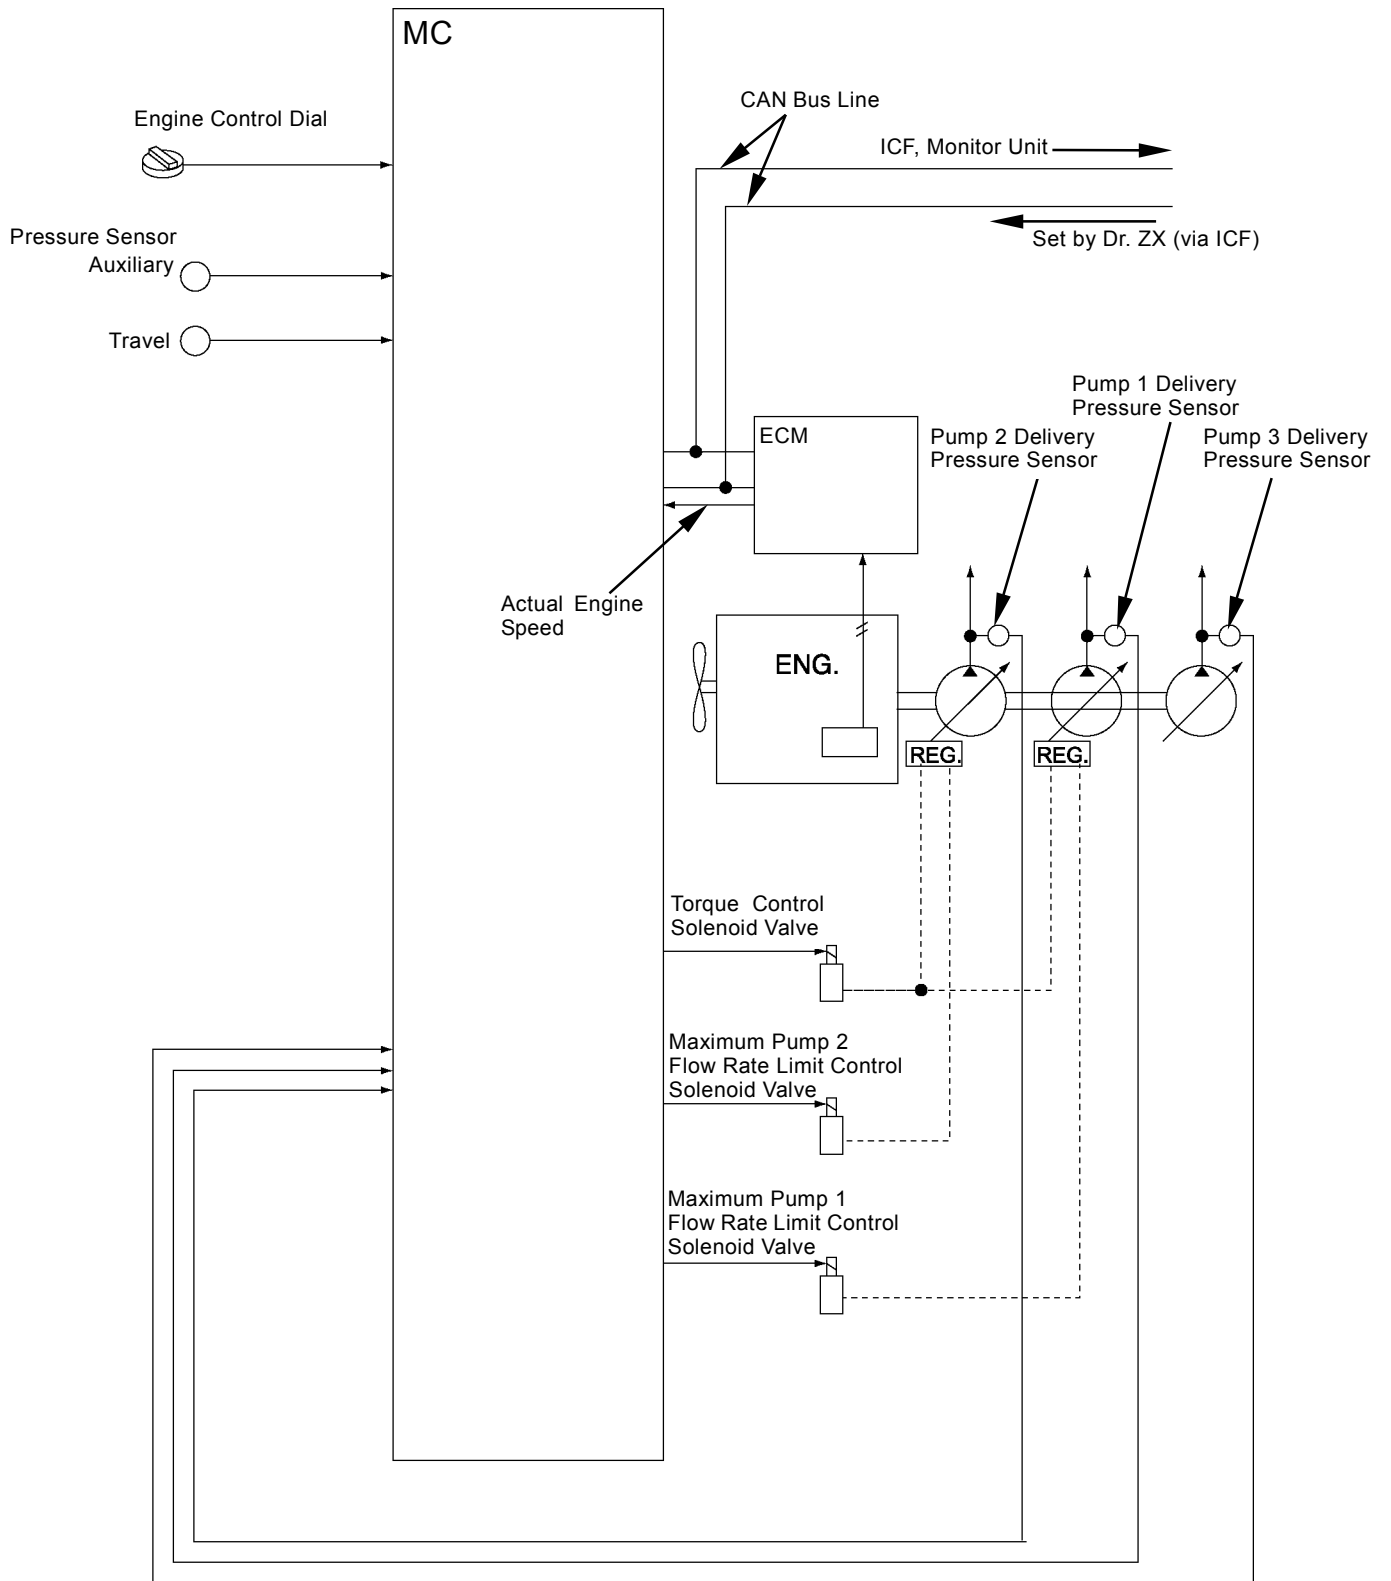 MC
Engine Control Dial
CAN Bus Line
ICF, Monitor Unit
Set by Dr. ZX (via ICF)
Pressure Sensor
Auxiliary
Travel
ECM
Pump 2 Delivery
Pressure Sensor
Pump 1 Delivery
Pressure Sensor
Pump 3 Delivery
Pressure Sensor
Actual Engine
Speed
ENG.
REG.
REG.
Torque Control
Solenoid Valve
Maximum Pump 2
Flow Rate Limit Control
Solenoid Valve
Maximum Pump 1
Flow Rate Limit Control
Solenoid Valve